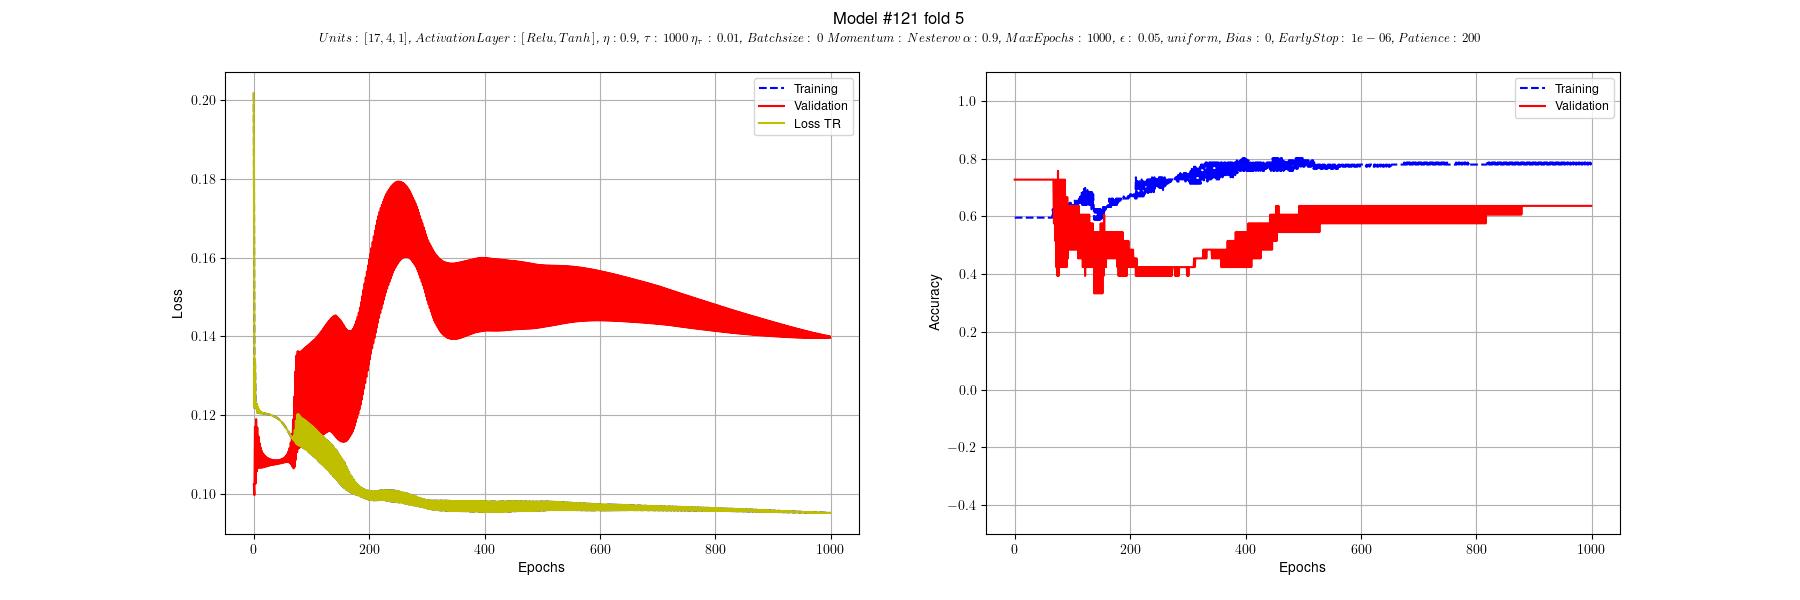 Model #121 fold 5
Units : [17, 4, 1], ActivationLayer : [Relu, Tanh], η : 0.9, τ : 1000 ητ : 0.01, Batchsize : 0 Momentum : Nesterov α : 0.9, MaxEpochs : 1000, ϵ : 0.05, uniform, Bias : 0, EarlyStop : 1e − 06, Patience : 200
Training
Validation
Loss TR
0.20
0.18
0.16
0.14
0.12
0.10
Loss
0 200 400 600 800 1000
Epochs
Training
Validation
1.0
0.8
0.6
0.4
0.2
0.0
−0.2
−0.4
Accuracy
0 200 400 600 800 1000
Epochs